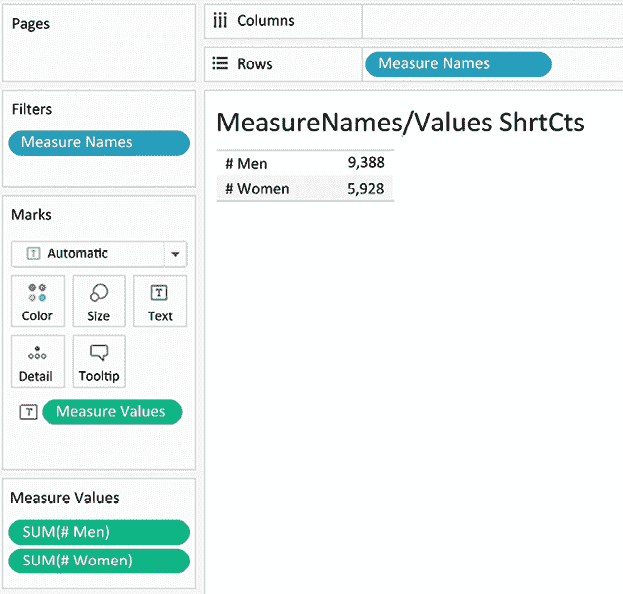 Pages
Filters
Measure Names
Marks
T Automatic
Color Size T Text
Detail Tooltip
T Measure Values
Measure Values
SUM(# Men)
SUM(# Women)
Columns
Rows Measure Names
MeasureNames/Values ShrtCts
# Men 9,388
# Women 5,928